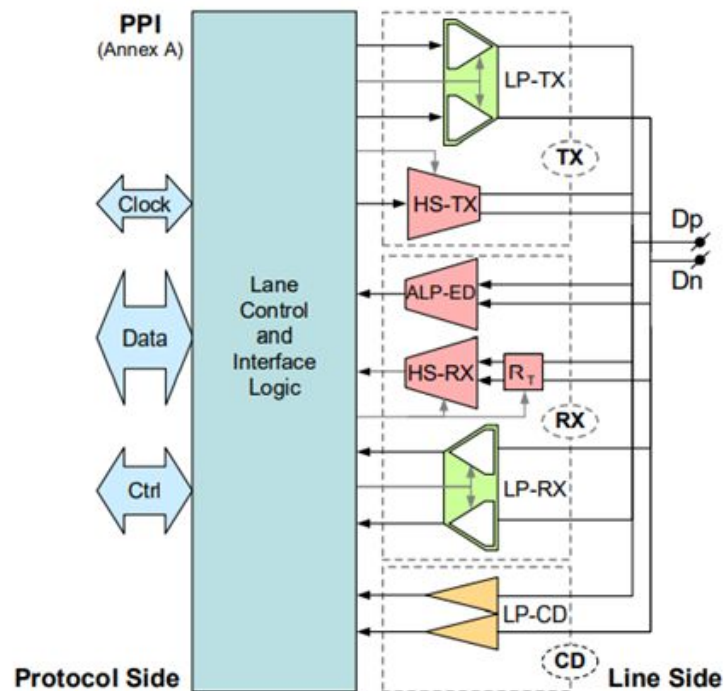 PPI
(Annex A)
LP-TX
TX
Clock
HS-TX
Dp
Dn
Lane
Control
and
Interface
Logic
ALP-ED
Data
HS-RX
RT
RX
Ctrl
LP-RX
LP-CD
CD
Protocol Side
Line Side